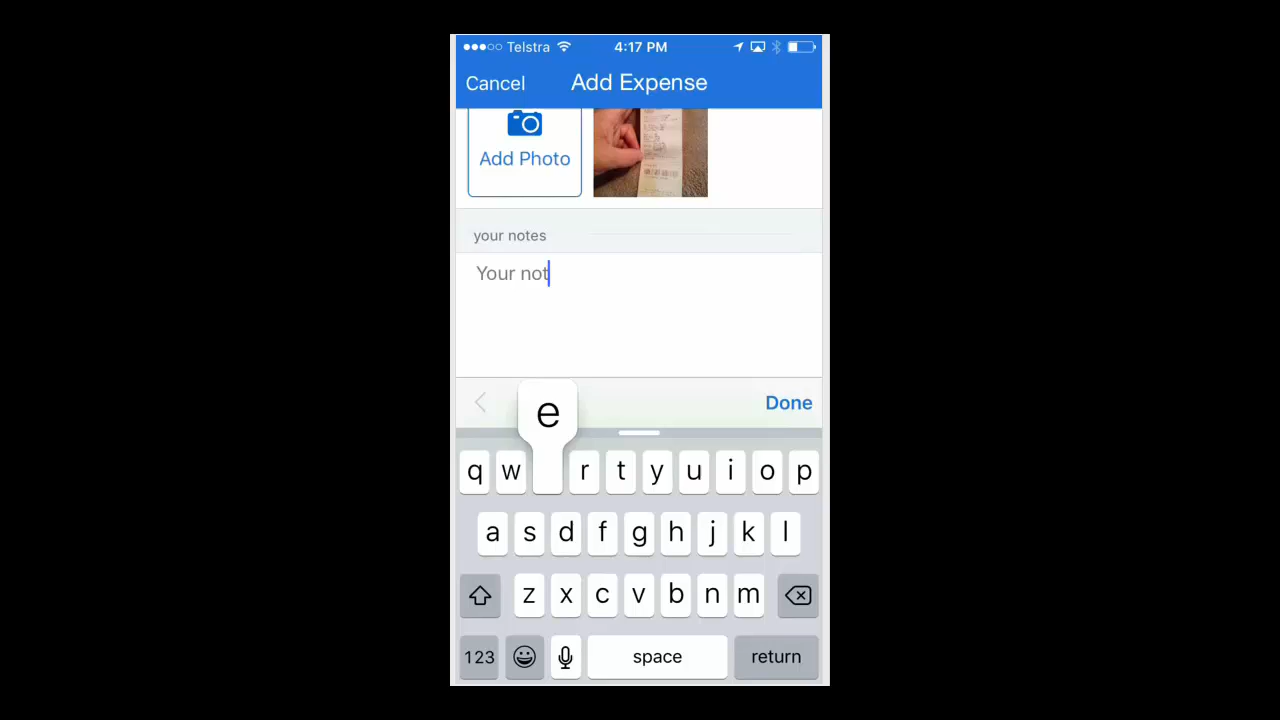 Telstra 4:17 PM
Cancel Add Expense
Add Photo
your notes
Your not
Done
e
q w r t y u i o p
a s d f g h j k l
z x c v b n m
123 space return